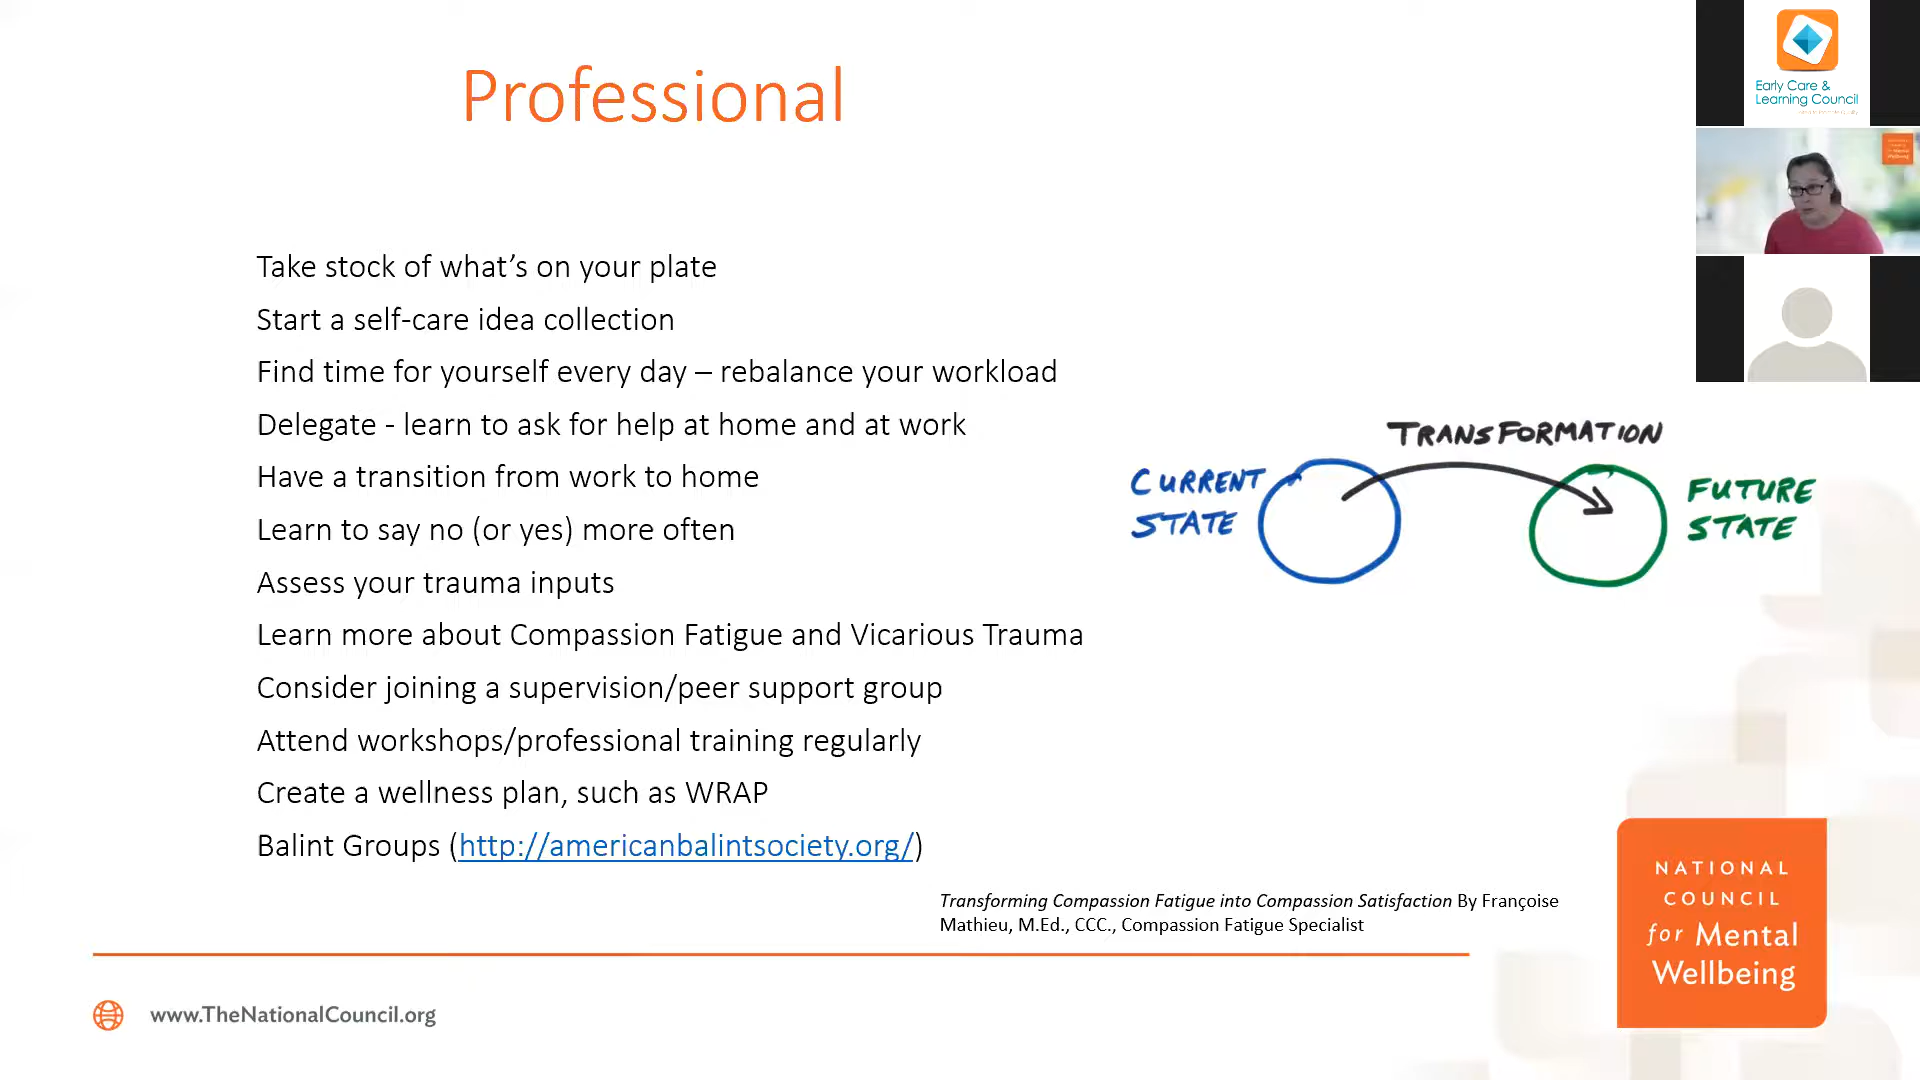 Professional
Early Care &
Learning Council
Take stock of what’s on your plate
Start a self-care idea collection
Find time for yourself every day – rebalance your workload
Delegate - learn to ask for help at home and at work
Have a transition from work to home
Learn to say no (or yes) more often
Assess your trauma inputs
Learn more about Compassion Fatigue and Vicarious Trauma
Consider joining a supervision/peer support group
Attend workshops/professional training regularly
Create a wellness plan, such as WRAP
Balint Groups (http://americanbalintsociety.org/)
TRANSFORMATION
CURRENT
STATE
FUTURE
STATE
Transforming Compassion Fatigue into Compassion Satisfaction By Françoise
Mathieu, M.Ed., CCC., Compassion Fatigue Specialist
NATIONAL
COUNCIL
for Mental
Wellbeing
www.TheNationalCouncil.org